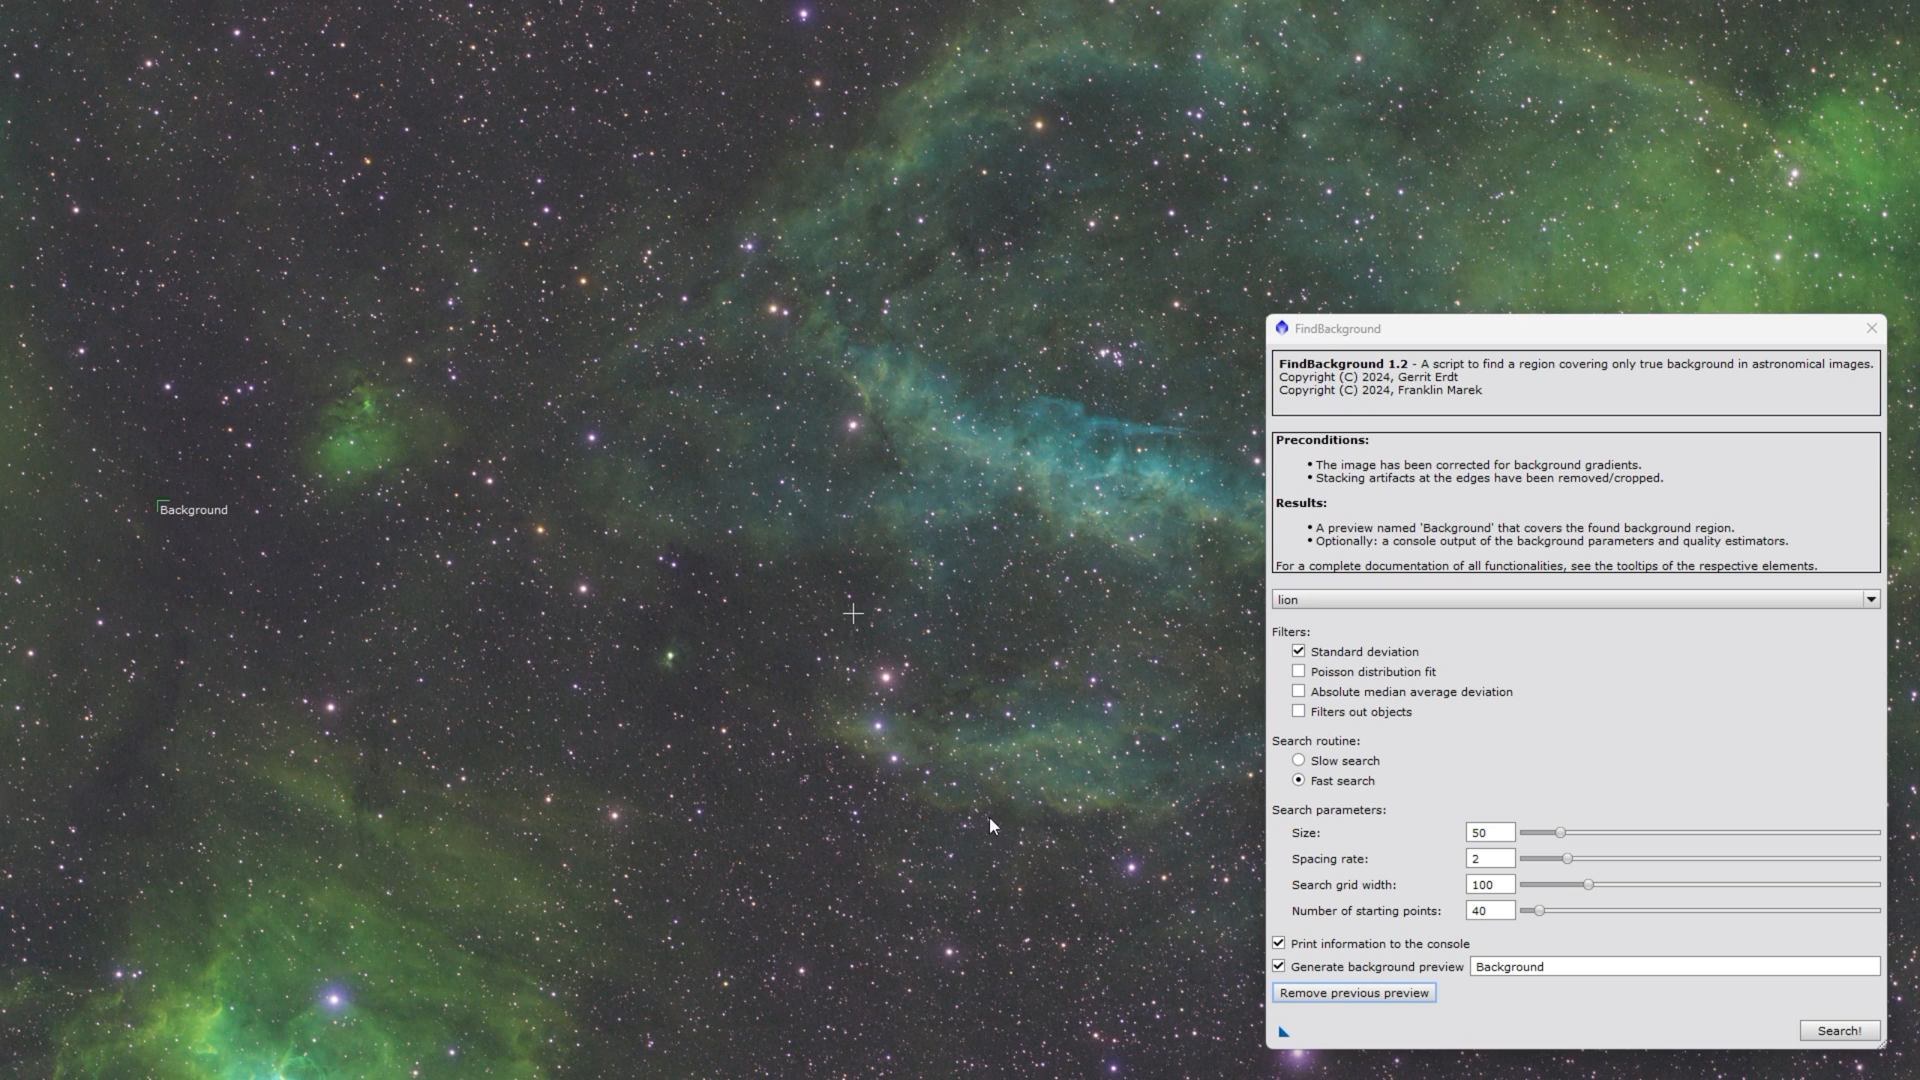 Background
FindBackground
FindBackground 1.2 - A script to find a region covering only true background in astronomical images.
Copyright (C) 2024, Gerrit Erdt
Copyright (C) 2024, Franklin Marek
Preconditions:
• The image has been corrected for background gradients.
• Stacking artifacts at the edges have been removed/cropped.
Results:
• A preview named 'Background' that covers the found background region.
• Optionally: a console output of the background parameters and quality estimators.
For a complete documentation of all functionalities, see the tooltips of the respective elements.
lion
Filters:
Standard deviation
Poisson distribution fit
Absolute median average deviation
Filters out objects
Search routine:
Slow search
Fast search
Search parameters:
Size: 50
Spacing rate: 2
Search grid width: 100
Number of starting points: 40
Print information to the console
Generate background preview Background
Remove previous preview
Search!